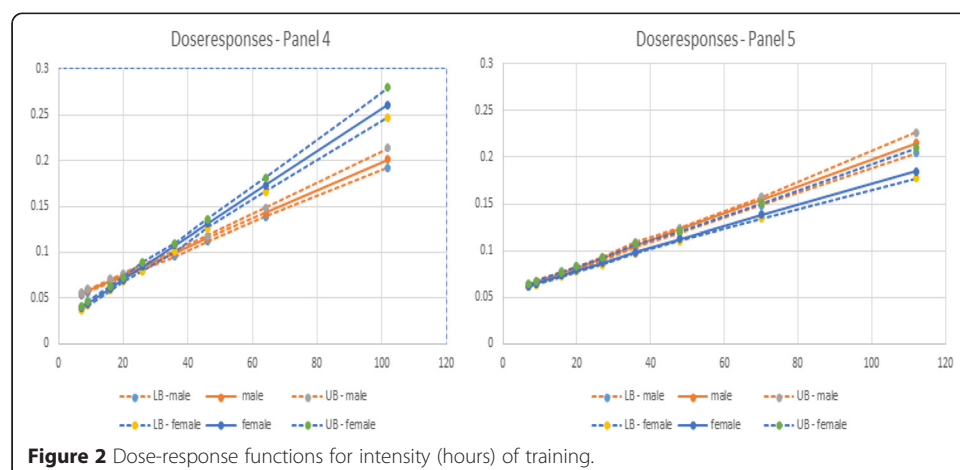 Doseresponses - Panel 4
0.3
0.25
0.2
0.15
0.1
0.05
0
0 20 40 60 80 100 120
LB - male male UB - male
LB - female female UB - female
Doseresponses - Panel 5
0.3
0.25
0.2
0.15
0.1
0.05
0
0 20 40 60 80 100 120
LB - male male UB - male
LB - female female UB - female
Figure 2 Dose-response functions for intensity (hours) of training.